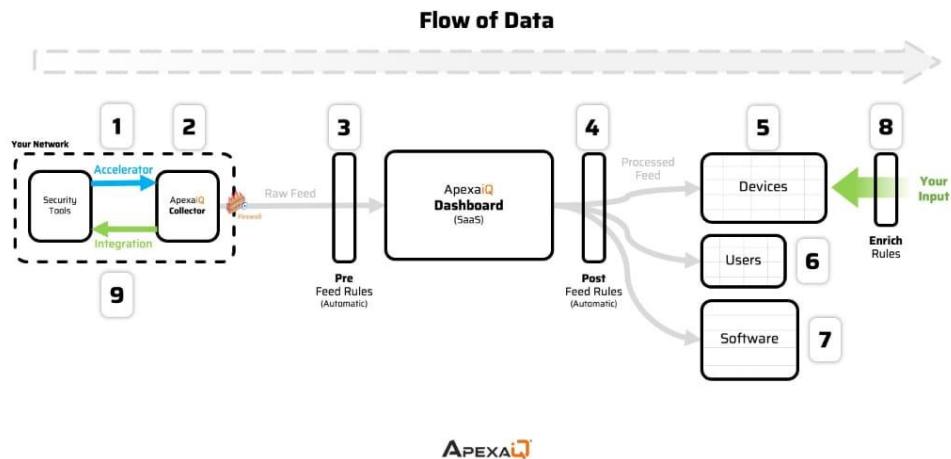 Flow of Data
1
2
3
4
5
8
Your Network
Accelerator
Security
Tools
ApexaiQ
Collector
Integration
Firewall
Raw Feed
ApexaiQ
Dashboard
(SaaS)
Processed
Feed
Devices
Your
Input
Users
6
Software
7
9
Pre
Feed Rules
(Automatic)
Post
Feed Rules
(Automatic)
Enrich
Rules
APEXAIQ